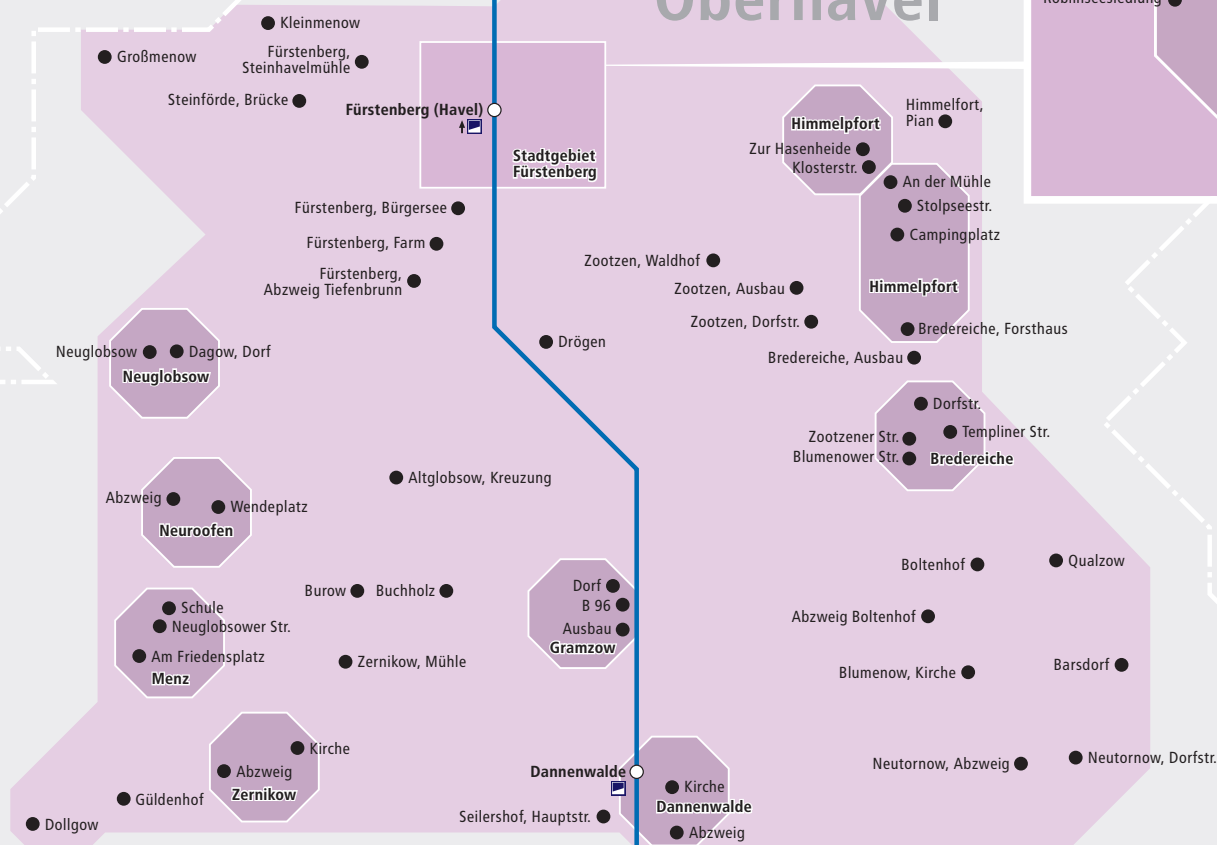 Oberhavel
Röblinseesiedlung
Kleinmenow
Großmenow
Fürstenberg,
Steinhavelmühle
Steinförde, Brücke
Fürstenberg (Havel)
Stadtgebiet
Fürstenberg
Himmelpfort
Himmelfort,
Pian
Zur Hasenheide
Klosterstr.
An der Mühle
Stolpseestr.
Campingplatz
Himmelpfort
Bredereiche, Forsthaus
Fürstenberg, Bürgersee
Fürstenberg, Farm
Fürstenberg,
Abzweig Tiefenbrunn
Zootzen, Waldhof
Zootzen, Ausbau
Zootzen, Dorfstr.
Bredereiche, Ausbau
Drögen
Neuglobsow
Dagow, Dorf
Neuglobsow
Dorfstr.
Zootzener Str.
Templiner Str.
Blumenower Str.
Bredereiche
Altglobsow, Kreuzung
Abzweig
Wendeplatz
Neuroofen
Boltenhof
Qualzow
Burow
Buchholz
Dorf
B 96
Ausbau
Gramzow
Schule
Neuglobsower Str.
Am Friedensplatz
Menz
Zernikow, Mühle
Abzweig Boltenhof
Blumenow, Kirche
Barsdorf
Kirche
Abzweig
Zernikow
Güldenhof
Dollgow
Dannenwalde
Kirche
Dannenwalde
Abzweig
Seilershof, Hauptstr.
Neutornow, Abzweig
Neutornow, Dorfstr.